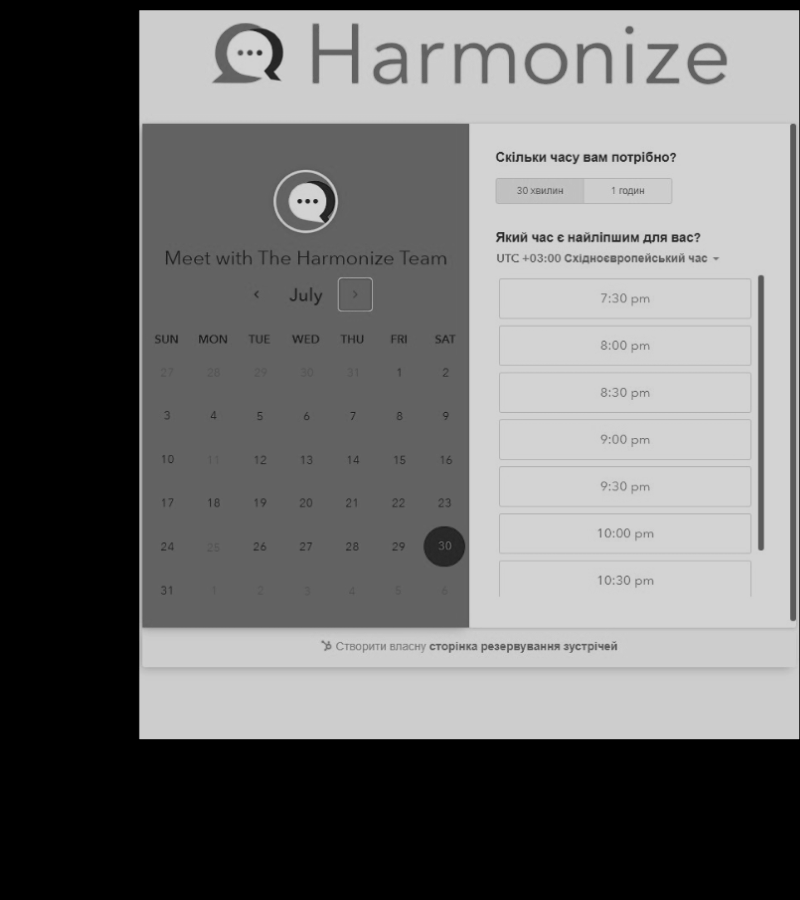 Harmonize
Meet with The Harmonize Team
July
SUN MON TUE WED THU FRI SAT
27 28 29 30 31 1 2
3 4 5 6 7 8 9
10 11 12 13 14 15 16
17 18 19 20 21 22 23
24 25 26 27 28 29 30
31 1 2 3 4 5 6
Скільки часу вам потрібно?
30 хвилин 1 годин
Який час є найліпшим для вас?
UTC +03:00 Східноєвропейський час
7:30 pm
8:00 pm
8:30 pm
9:00 pm
9:30 pm
10:00 pm
10:30 pm
Створити власну сторінка резервування зустрічей